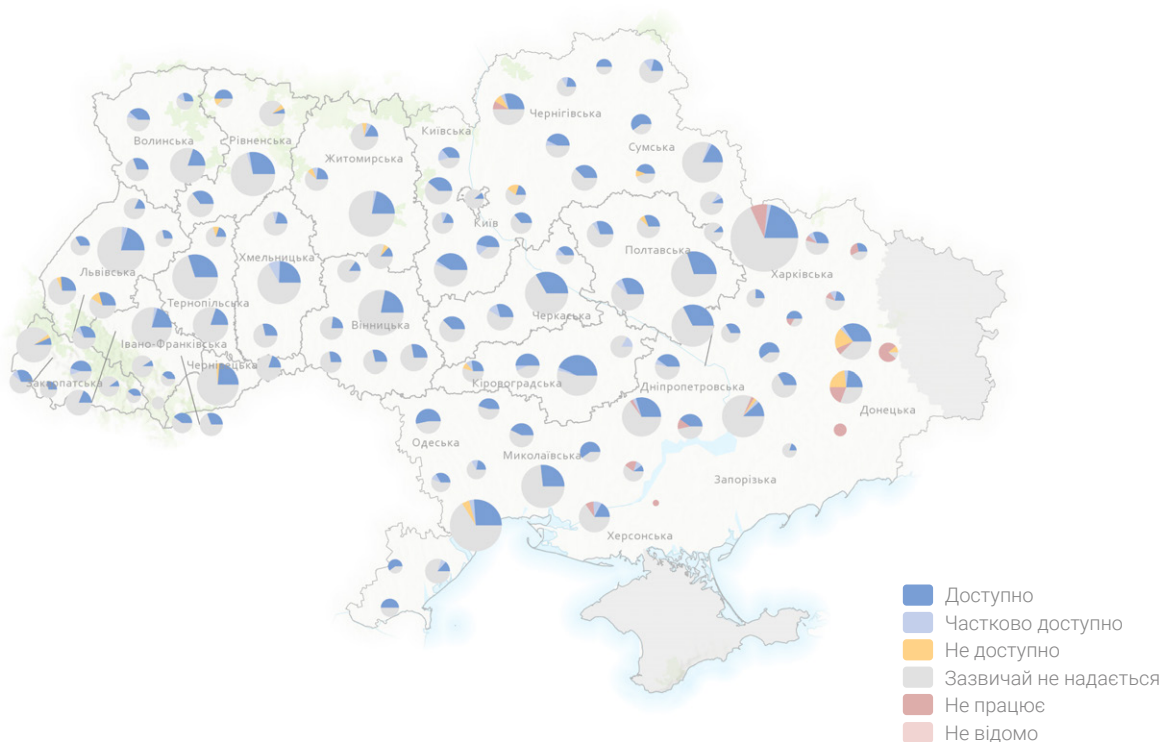 Чернігівська
Київська
Волинська
Рівненська
Сумська
Житомирська
Київ
Полтавська
Хмельницька
Львівська
Харківська
Тернопільська
Черкаська
Вінницька
Івано-Франківська
Чернівецька
Закарпатська
Кіровоградська
Дніпропетровська
Донецька
Одеська
Миколаївська
Запорізька
Херсонська
Доступно
Частково доступно
Не доступно
Зазвичай не надається
Не працює
Не відомо